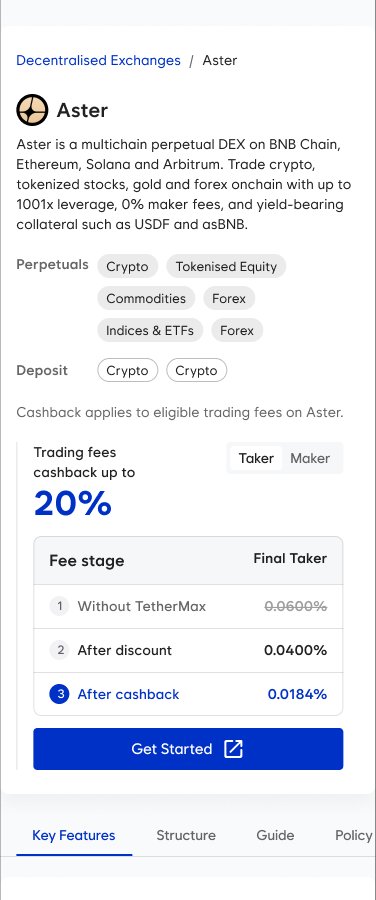 Decentralised Exchanges / Aster
Aster
Aster is a multichain perpetual DEX on BNB Chain,
Ethereum, Solana and Arbitrum. Trade crypto,
tokenized stocks, gold and forex onchain with up to
1001x leverage, 0% maker fees, and yield-bearing
collateral such as USDF and asBNB.
Perpetuals Crypto Tokenised Equity
Commodities Forex
Indices & ETFs Forex
Deposit Crypto Crypto
Cashback applies to eligible trading fees on Aster.
Trading fees
cashback up to
20%
Taker Maker
Fee stage Final Taker
1 Without TetherMax 0.0600%
2 After discount 0.0400%
3 After cashback 0.0184%
Get Started
Key Features Structure Guide Policy